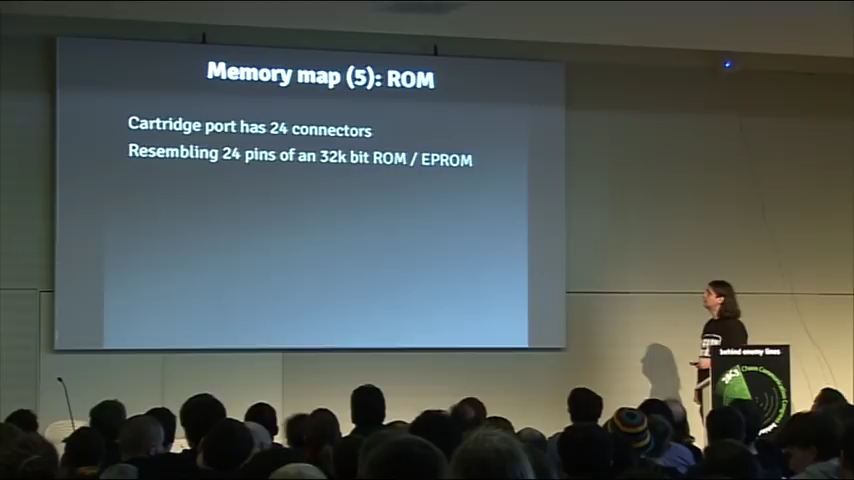 Memory map (5): ROM
Cartridge port has 24 connectors
Resembling 24 pins of an 32k bit ROM / EPROM
behind enemy lines